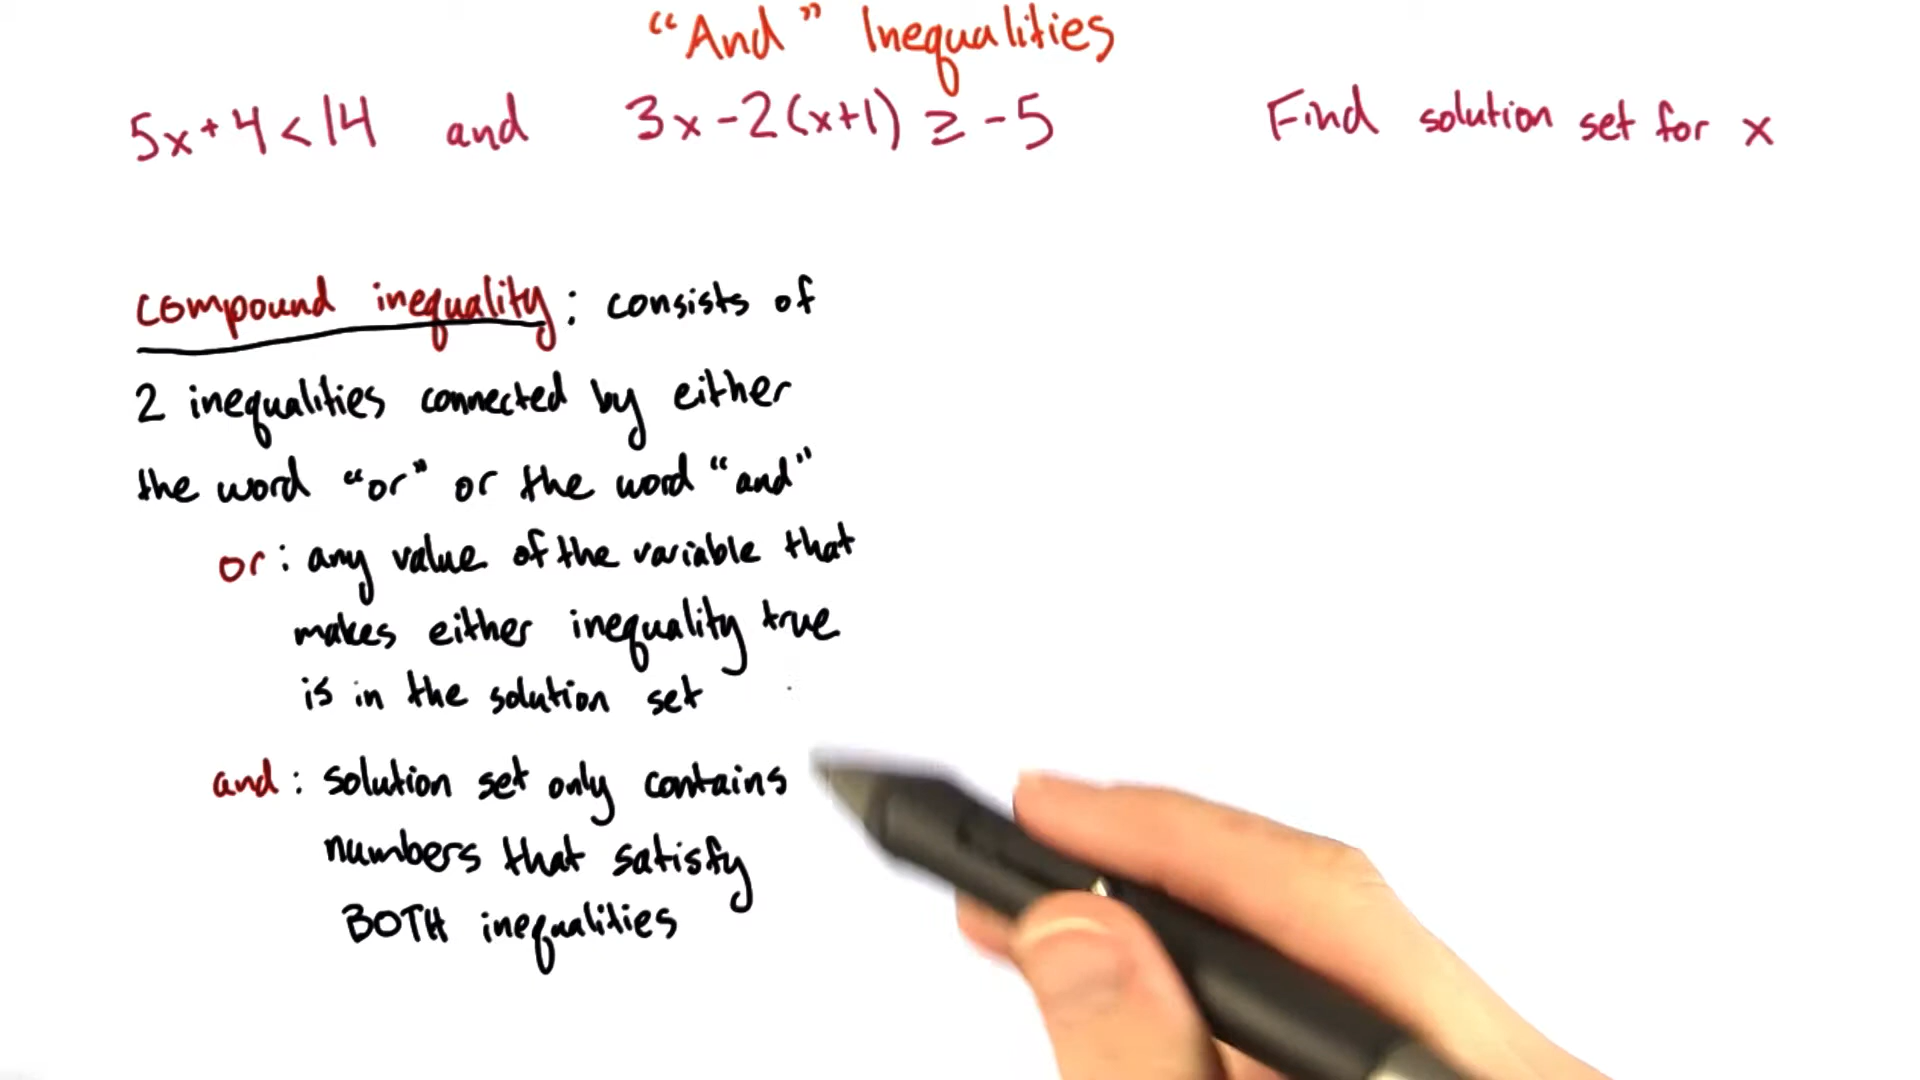 “And” Inequalities
5x+4<14 and 3x-2(x+1) ≥ -5 Find solution set for x
compound inequality: consists of
2 inequalities connected by either
the word “or” or the word “and”
or: any value of the variable that
makes either inequality true
is in the solution set
and: solution set only contains
numbers that satisfy
BOTH inequalities